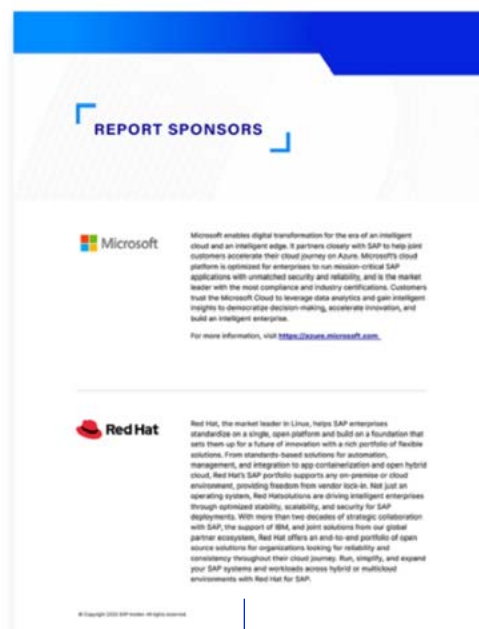 REPORT SPONSORS
Microsoft
Microsoft enables digital transformation for the era of an intelligent
cloud and an intelligent edge. It partners closely with SAP to help joint
customers accelerate their cloud journey on Azure. Microsoft's cloud
platform is optimized for enterprises to run mission-critical SAP
applications with unmatched security and reliability, and is the market
leader with the most compliance and industry certifications. Customers
trust the Microsoft Cloud to leverage data analytics and gain intelligent
insights to democratize decision-making, accelerate innovation, and
build an intelligent enterprise.
For more information, visit https://azure.microsoft.com
Red Hat
Red Hat, the market leader in Linux, helps SAP enterprises
standardize on a single, open platform and build on a foundation that
sets them up for a future of innovation with a rich portfolio of flexible
solutions. From standards-based solutions for automation,
management, and integration to app containerization and open hybrid
cloud, Red Hat's SAP portfolio supports any on-premise or cloud
environment, providing freedom from vendor lock-in. Not just an
operating system, Red Hatsolutions are driving intelligent enterprises
through optimized stability, scalability, and security for SAP
deployments. With more than two decades of strategic collaboration
with SAP, the support of IBM, and joint solutions from our global
partner ecosystem, Red Hat offers an end-to-end portfolio of open
source solutions for organizations looking for reliability and
consistency throughout their cloud journey. Run, simplify, and expand
your SAP systems and workloads across hybrid or multicloud
environments with Red Hat for SAP.
© Copyright SAP Insider. All rights reserved.